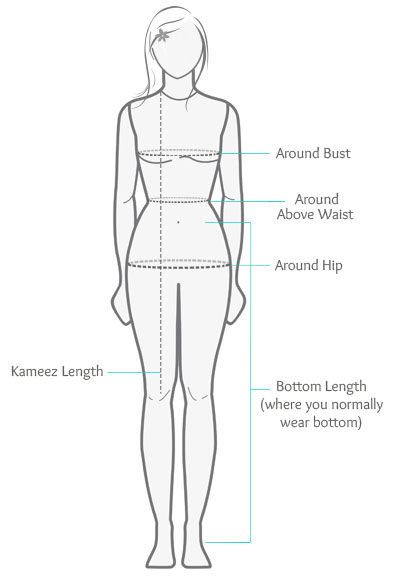 Around Bust
Around
Above Waist
Around Hip
Kameez Length
Bottom Length
(where you normally
wear bottom)